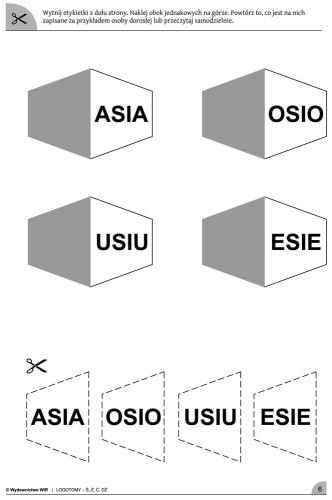 Wytnij etykietki z dołu strony. Naklej obok jednakowych na górze. Powtórz to, co jest na nich
zapisane za przykładem osoby dorosłej lub przeczytaj samodzielnie.
ASIA
OSIO
USIU
ESIE
ASIA
OSIO
USIU
ESIE
© Wydawnictwo WiR | LOGOTOMY – Ś, Ź, Ć, DŹ
6